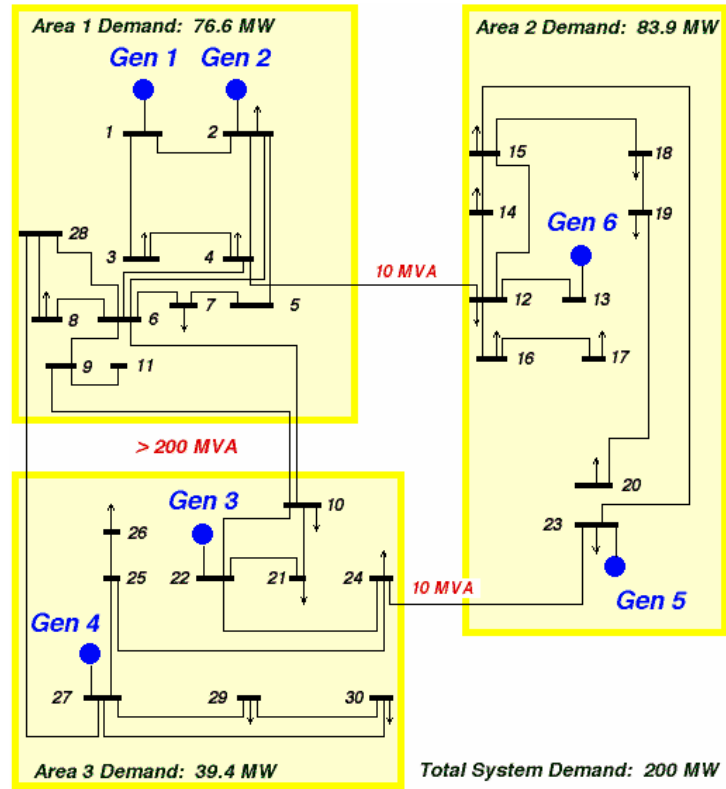 Area 1 Demand: 76.6 MW
Area 2 Demand: 83.9 MW
Gen 1
Gen 2
1
2
15
18
14
19
28
3
4
Gen 6
10 MVA
8
6
7
5
12
13
9
11
16
17
> 200 MVA
Gen 3
10
20
26
23
25
22
21
24
10 MVA
Gen 5
Gen 4
27
29
30
Area 3 Demand: 39.4 MW
Total System Demand: 200 MW